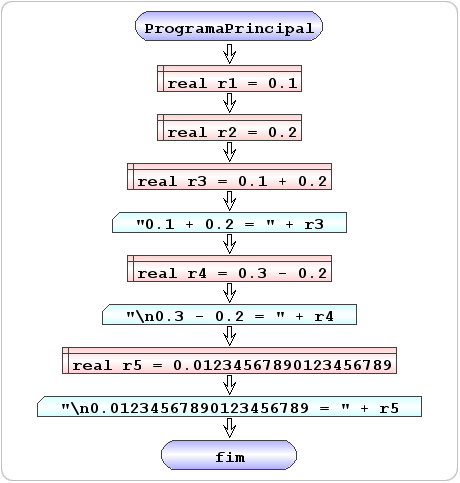 ProgramaPrincipal
real r1 = 0.1
real r2 = 0.2
real r3 = 0.1 + 0.2
"0.1 + 0.2 = " + r3
real r4 = 0.3 - 0.2
"\n0.3 - 0.2 = " + r4
real r5 = 0.01234567890123456789
"\n0.01234567890123456789 = " + r5
fim